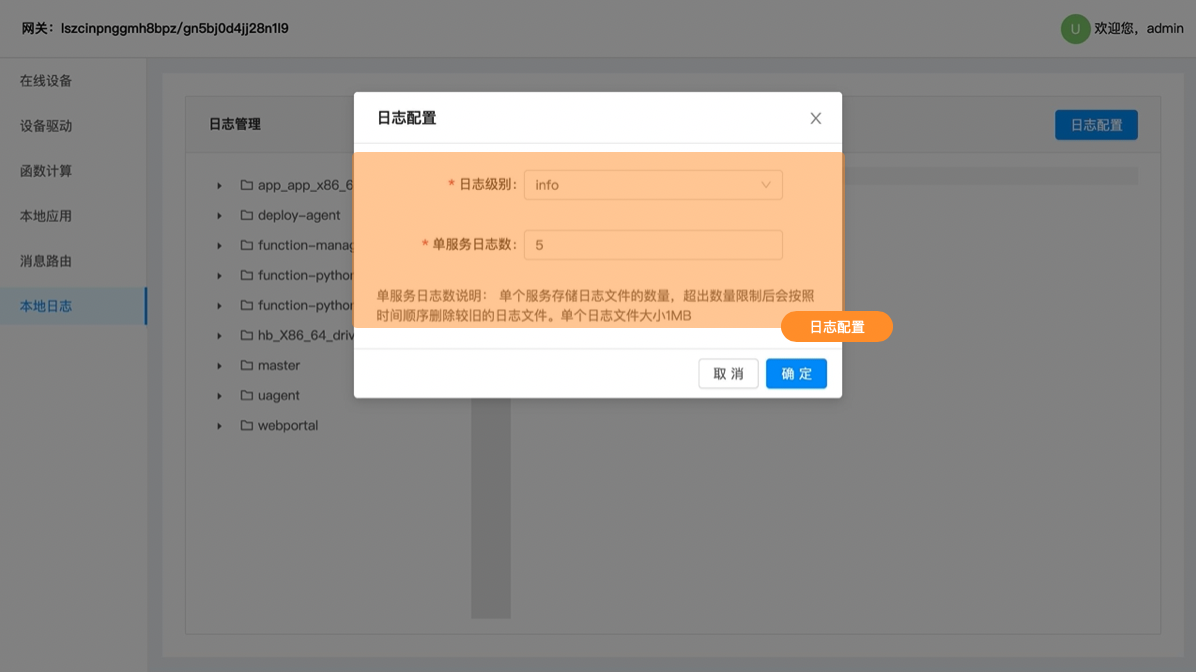 网关：lszcinpnggmh8bpz/gn5bj0d4jj28n1l9
U 欢迎您，admin
在线设备
设备驱动
函数计算
本地应用
消息路由
本地日志
日志管理
日志配置
app_app_x86_6
deploy-agent
function-manag
function-python
function-python
hb_X86_64_driv
master
uagent
webportal
日志配置
* 日志级别： info
* 单服务日志数： 5
单服务日志数说明： 单个服务存储日志文件的数量，超出数量限制后会按照
时间顺序删除较旧的日志文件。单个日志文件大小1MB
日志配置
取 消
确 定